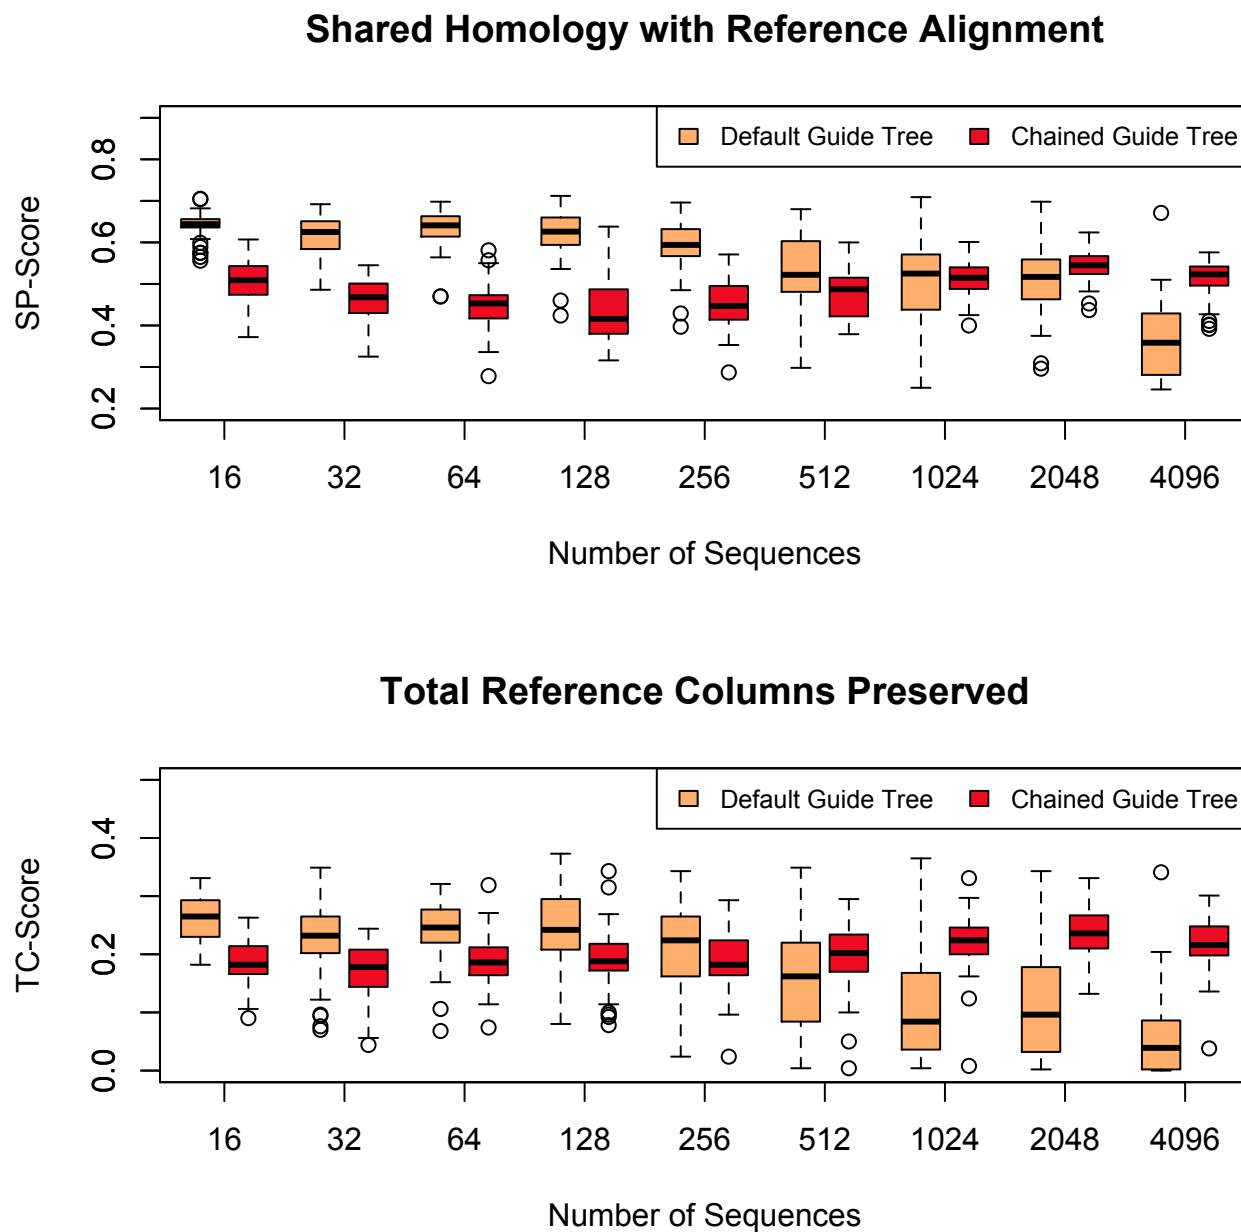 Shared Homology with Reference Alignment
Default Guide Tree Chained Guide Tree
SP-Score
0.8
0.6
0.4
0.2
16 32 64 128 256 512 1024 2048 4096
Number of Sequences
Total Reference Columns Preserved
Default Guide Tree Chained Guide Tree
TC-Score
0.4
0.2
0.0
16 32 64 128 256 512 1024 2048 4096
Number of Sequences